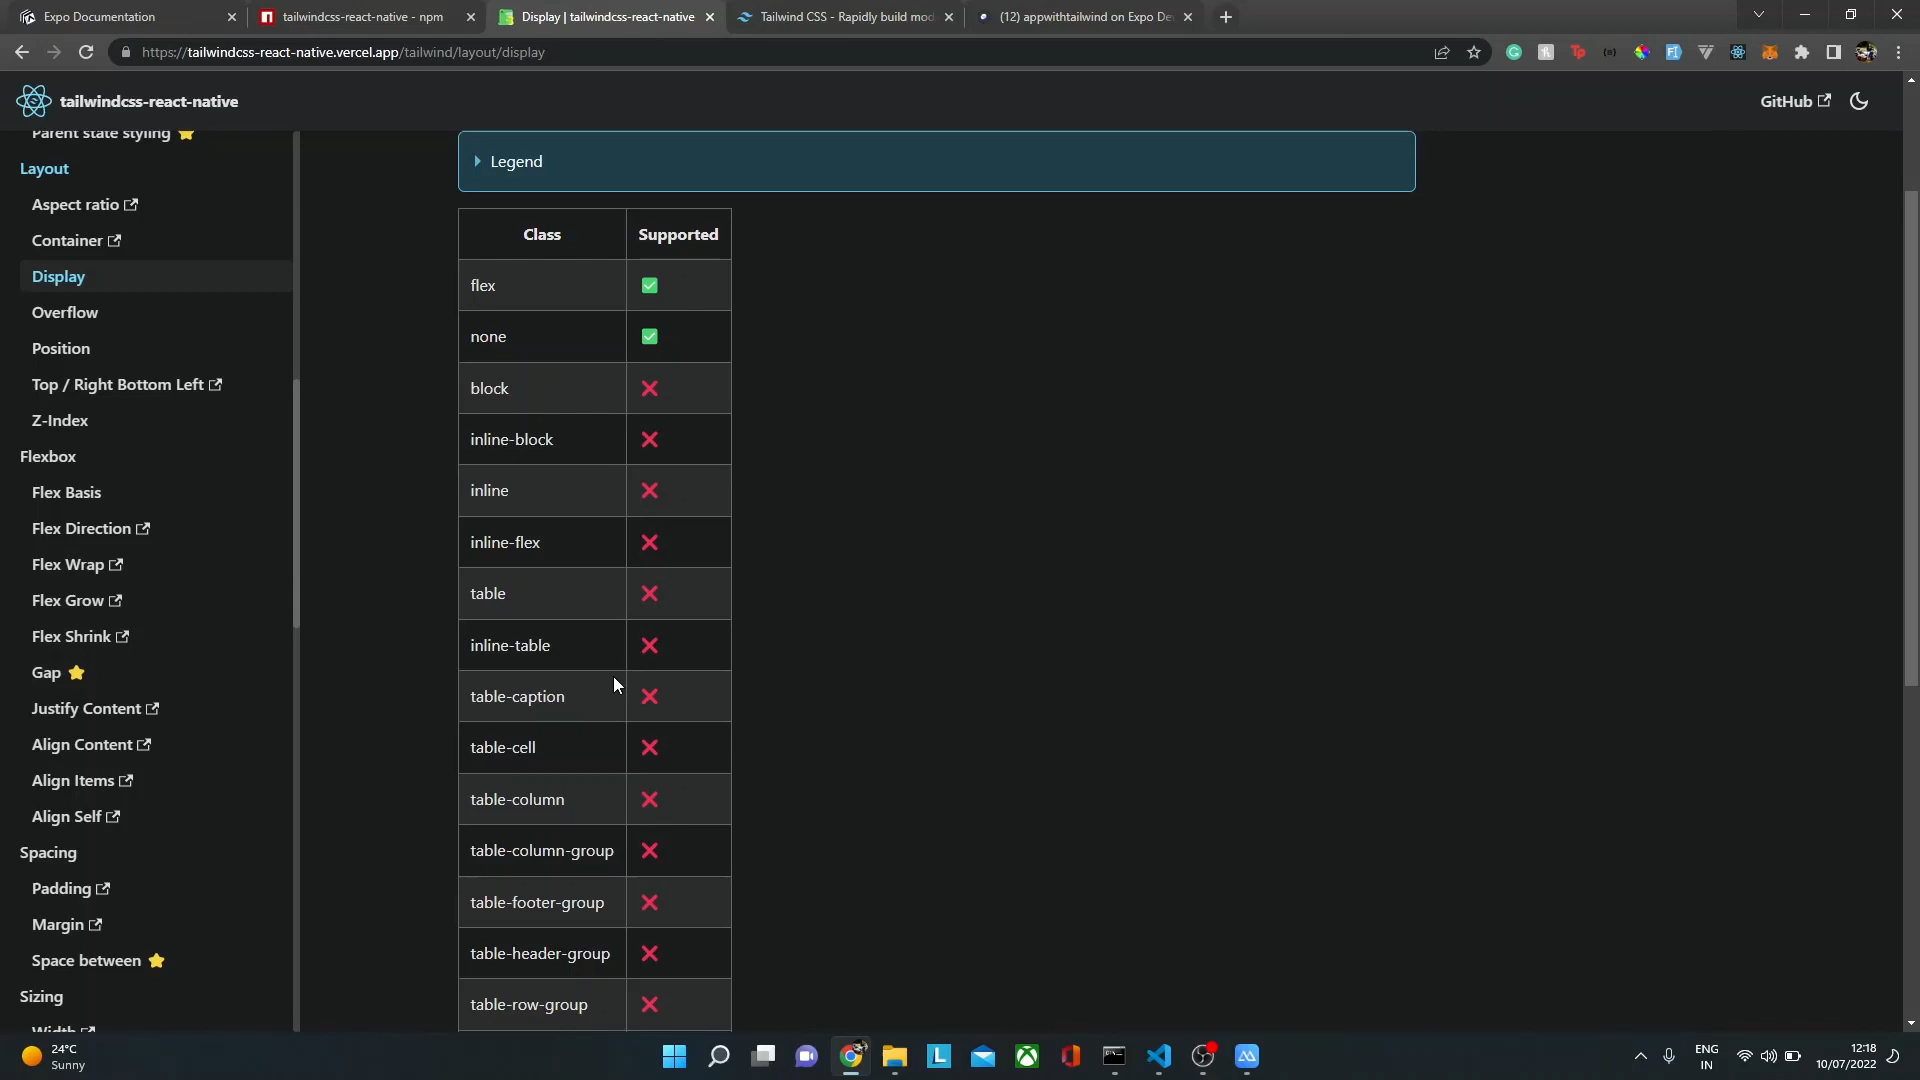 Expo Documentation
tailwindcss-react-native - npm
Display | tailwindcss-react-native
Tailwind CSS - Rapidly build mod
(12) appwithtailwind on Expo De
https://tailwindcss-react-native.vercel.app/tailwind/layout/display
tailwindcss-react-native
GitHub
Parent state styling
Layout
Aspect ratio
Container
Display
Overflow
Position
Top / Right Bottom Left
Z-Index
Flexbox
Flex Basis
Flex Direction
Flex Wrap
Flex Grow
Flex Shrink
Gap
Justify Content
Align Content
Align Items
Align Self
Spacing
Padding
Margin
Space between
Sizing
Width
Legend
Class Supported
flex
none
block
inline-block
inline
inline-flex
table
inline-table
table-caption
table-cell
table-column
table-column-group
table-footer-group
table-header-group
table-row-group
24°C
Sunny
ENG
IN
12:18
10/07/2022